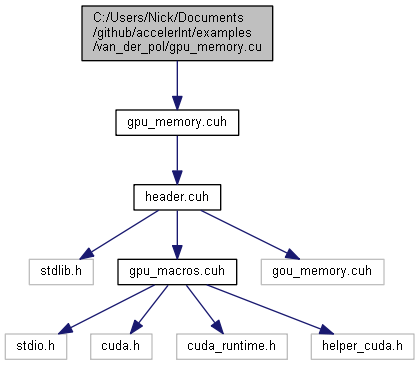 C:/Users/Nick/Documents
/github/accelerInt/examples
/van_der_pol/gpu_memory.cu
gpu_memory.cuh
header.cuh
stdlib.h
gpu_macros.cuh
gou_memory.cuh
stdio.h
cuda.h
cuda_runtime.h
helper_cuda.h